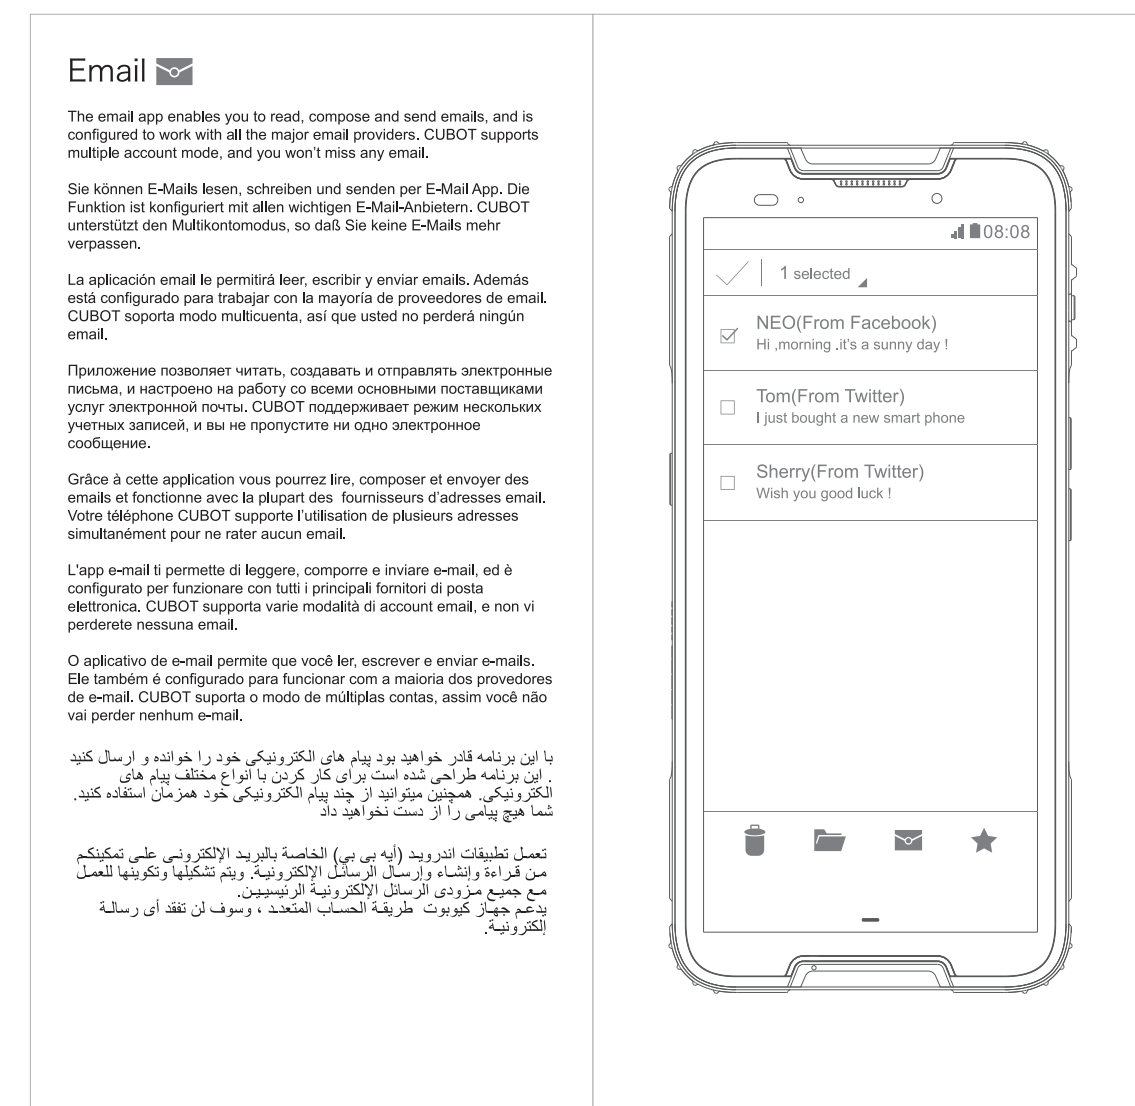 Email
The email app enables you to read, compose and send emails, and is
configured to work with all the major email providers. CUBOT supports
multiple account mode, and you won't miss any email.
Sie können E-Mails lesen, schreiben und senden per E-Mail App. Die
Funktion ist konfiguriert mit allen wichtigen E-Mail-Anbietern. CUBOT
unterstützt den Multikontomodus, so daß Sie keine E-Mails mehr
verpassen.
La aplicación email le permitirá leer, escribir y enviar emails. Además
está configurado para trabajar con la mayoría de proveedores de email.
CUBOT soporta modo multicuenta, así que usted no perderá ningún
email.
Приложение позволяет читать, создавать и отправлять электронные
письма, и настроено на работу со всеми основными поставщиками
услуг электронной почты. CUBOT поддерживает режим нескольких
учетных записей, и вы не пропустите ни одно электронное
сообщение.
Grâce à cette application vous pourrez lire, composer et envoyer des
emails et fonctionne avec la plupart des fournisseurs d'adresses email.
Votre téléphone CUBOT supporte l'utilisation de plusieurs adresses
simultanément pour ne rater aucun email.
L'app e-mail ti permette di leggere, comporre e inviare e-mail, ed è
configurato per funzionare con tutti i principali fornitori di posta
elettronica. CUBOT supporta varie modalità di account email, e non vi
perderete nessuna email.
O aplicativo de e-mail permite que você ler, escrever e enviar e-mails.
Ele também é configurado para funcionar com a maioria dos provedores
de e-mail. CUBOT suporta o modo de múltiplas contas, assim você não
vai perder nenhum e-mail.
با این برنامه قادر خواهید بود پیام های الکترونیکی خود را خوانده و ارسال کنید
. این برنامه طراحی شده است برای کار کردن با انواع مختلف پیام های
الکترونیکی. همچنین میتوانید از چند پیام الکترونیکی خود همزمان استفاده کنید.
شما هیچ پیامی را از دست نخواهید داد
تعمل تطبيقات اندرويد (أيه بى بي) الخاصة بالبريد الإلكترونى على تمكينكم
من قراءة وإنشاء وإرسال الرسائل الإلكترونية. ويتم تشكيلها وتكوينها للعمل
مع جميع مزودى الرسائل الإلكترونية الرئيسيين.
يدعم جهاز كيوبوت طريقة الحساب المتعدد ، وسوف لن تفقد أى رسالة
إلكترونية.
08:08
1 selected
NEO(From Facebook)
Hi ,morning .it's a sunny day !
Tom(From Twitter)
I just bought a new smart phone
Sherry(From Twitter)
Wish you good luck !